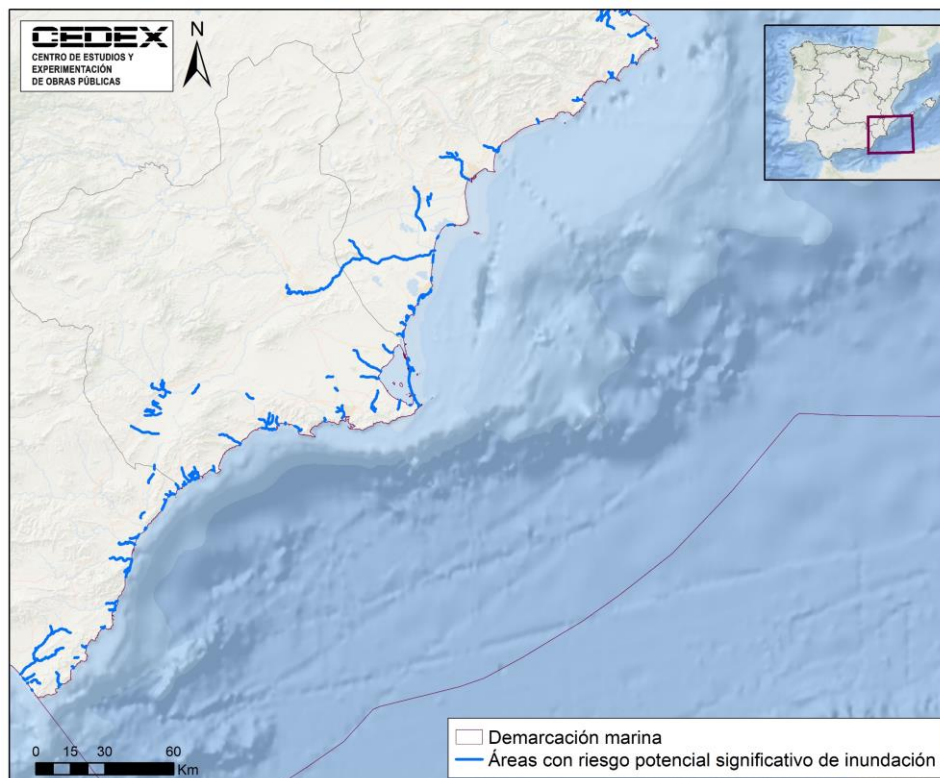 CEDEX
CENTRO DE ESTUDIOS Y
EXPERIMENTACIÓN
DE OBRAS PÚBLICAS
N
0 15 30 60
Km
Demarcación marina
Áreas con riesgo potencial significativo de inundación